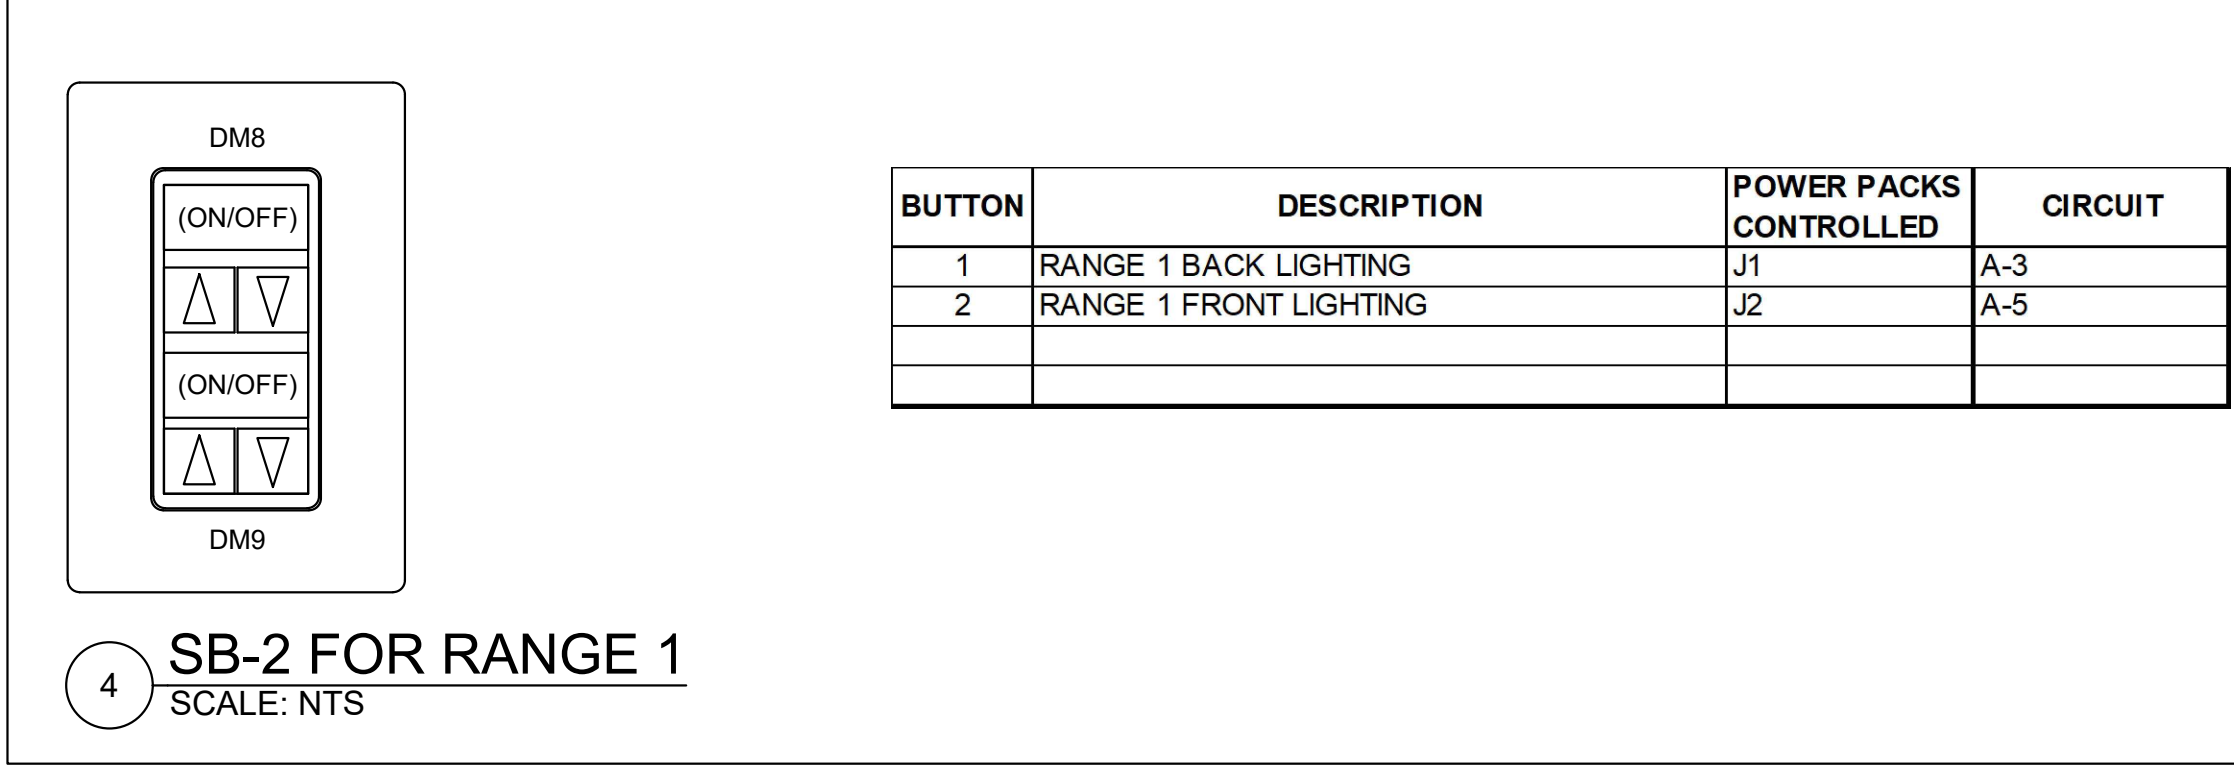 DM8
(ON/OFF)
(ON/OFF)
DM9
4
SB-2 FOR RANGE 1
SCALE: NTS
BUTTON DESCRIPTION POWER PACKS CONTROLLED CIRCUIT
1 RANGE 1 BACK LIGHTING J1 A-3
2 RANGE 1 FRONT LIGHTING J2 A-5